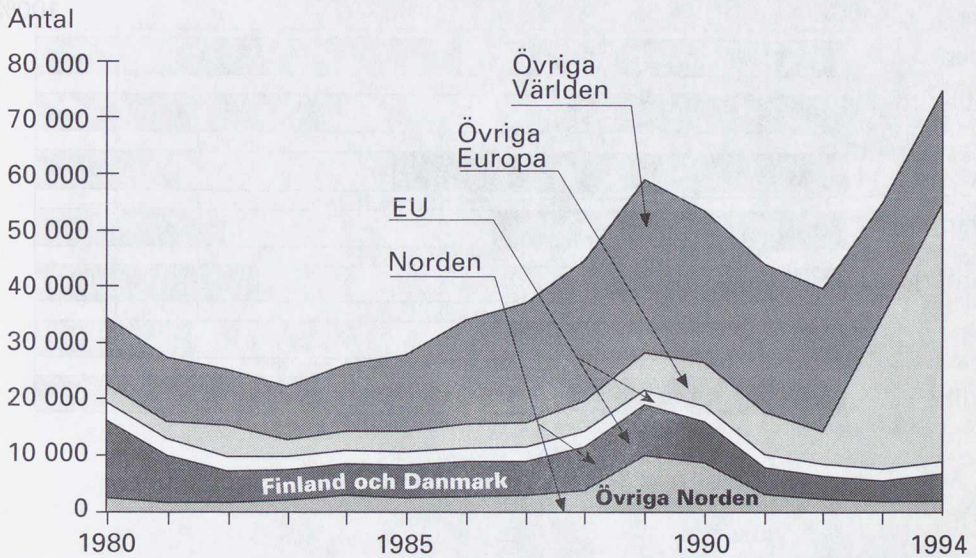 Antal
80 000
70 000
60 000
50 000
40 000
30 000
20 000
10 000
0
Övriga
Världen
Övriga
Europa
EU
Norden
Finland och Danmark
Övriga Norden
1980
1985
1990
1994